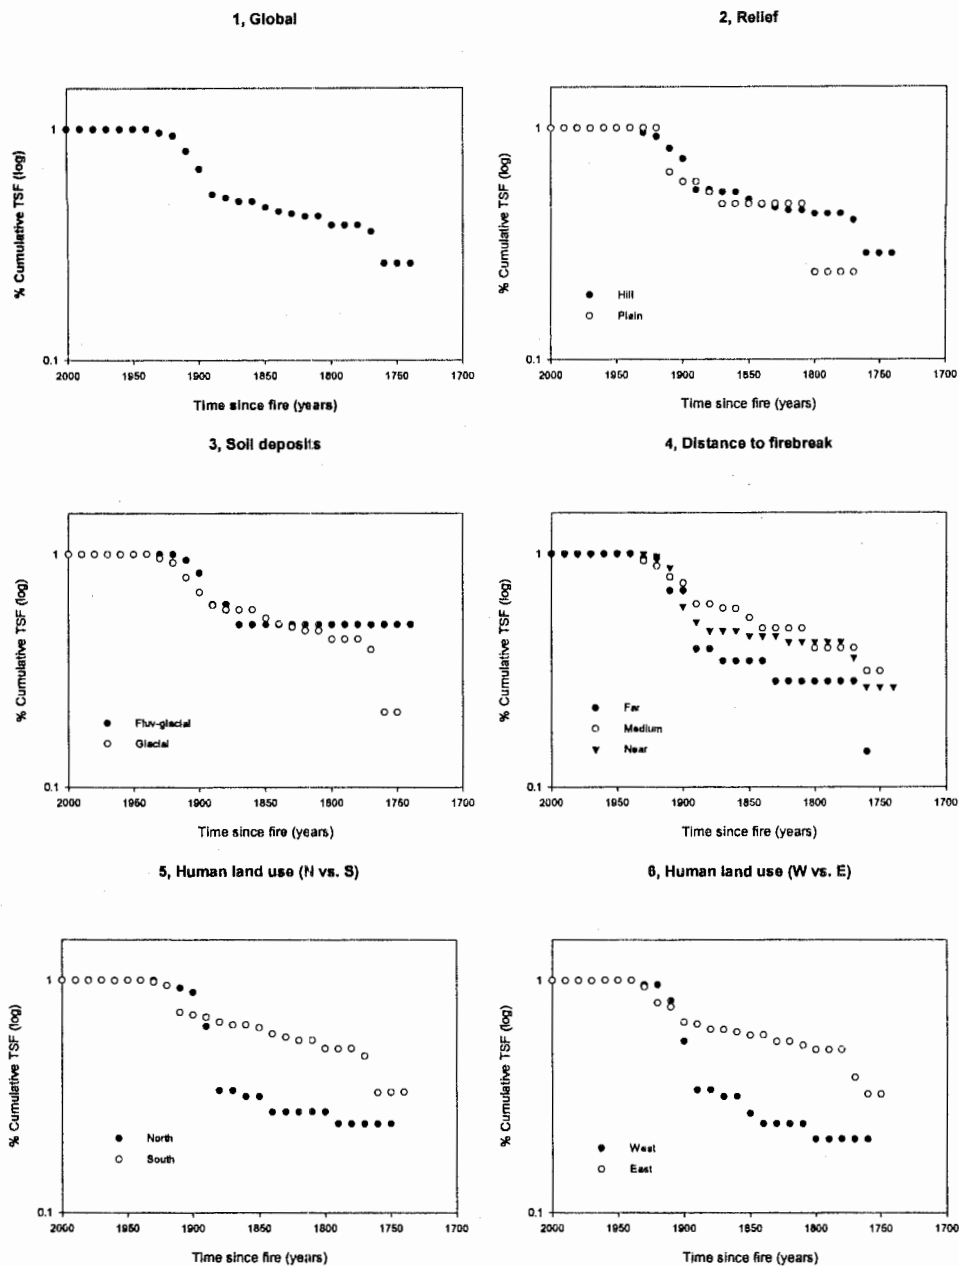 1, Global
% Cumulative TSF (log)
1
0.1
2000 1950 1900 1850 1800 1750 1700
Time since fire (years)
2, Relief
% Cumulative TSF (log)
1
Hill
Plain
0.1
2000 1950 1900 1850 1800 1750 1700
Time since fire (years)
3, Soil deposits
% Cumulative TSF (log)
1
Fluv-glacial
Glacial
0.1
2000 1950 1900 1850 1800 1750 1700
Time since fire (years)
4, Distance to firebreak
% Cumulative TSF (log)
1
Far
Medium
Near
0.1
2000 1950 1900 1850 1800 1750 1700
Time since fire (years)
5, Human land use (N vs. S)
% Cumulative TSF (log)
1
North
South
0.1
2000 1950 1900 1850 1800 1750 1700
Time since fire (years)
6, Human land use (W vs. E)
% Cumulative TSF (log)
1
West
East
0.1
2000 1950 1900 1850 1800 1750 1700
Time since fire (years)